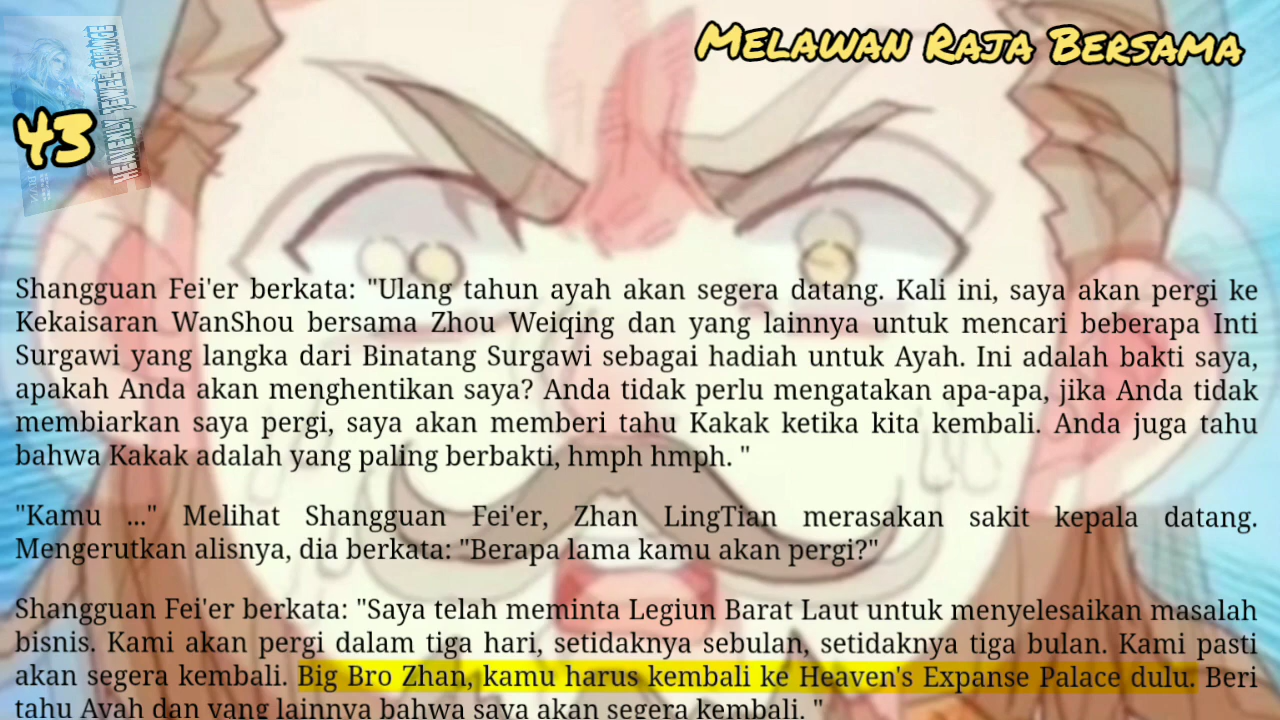 Melawan Raja Bersama
43
HEAVENLY JEWEL CHANGE
Shangguan Fei'er berkata: "Ulang tahun ayah akan segera datang. Kali ini, saya akan pergi ke
Kekaisaran WanShou bersama Zhou Weiqing dan yang lainnya untuk mencari beberapa Inti
Surgawi yang langka dari Binatang Surgawi sebagai hadiah untuk Ayah. Ini adalah bakti saya,
apakah Anda akan menghentikan saya? Anda tidak perlu mengatakan apa-apa, jika Anda tidak
membiarkan saya pergi, saya akan memberi tahu Kakak ketika kita kembali. Anda juga tahu
bahwa Kakak adalah yang paling berbakti, hmph hmph. "
"Kamu ..." Melihat Shangguan Fei'er, Zhan LingTian merasakan sakit kepala datang.
Mengerutkan alisnya, dia berkata: "Berapa lama kamu akan pergi?"
Shangguan Fei'er berkata: "Saya telah meminta Legiun Barat Laut untuk menyelesaikan masalah
bisnis. Kami akan pergi dalam tiga hari, setidaknya sebulan, setidaknya tiga bulan. Kami pasti
akan segera kembali. Big Bro Zhan, kamu harus kembali ke Heaven's Expanse Palace dulu. Beri
tahu Ayah dan yang lainnya bahwa saya akan segera kembali. "